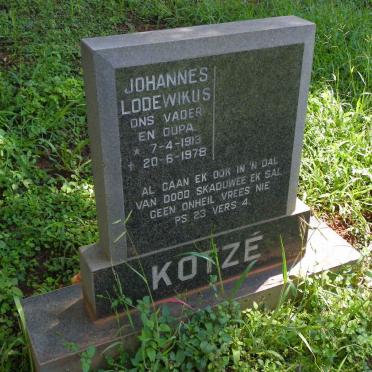 JOHANNES
LODEWIKUS
ONS VADER
EN OUPA
* 7-4-1913
† 20-6-1978
AL GAAN EK OOK IN 'N DAL
VAN DOOD SKADUWEE EK SAL
GEEN ONHEIL VREES NIE
PS 23 VERS 4.
KOTZÉ